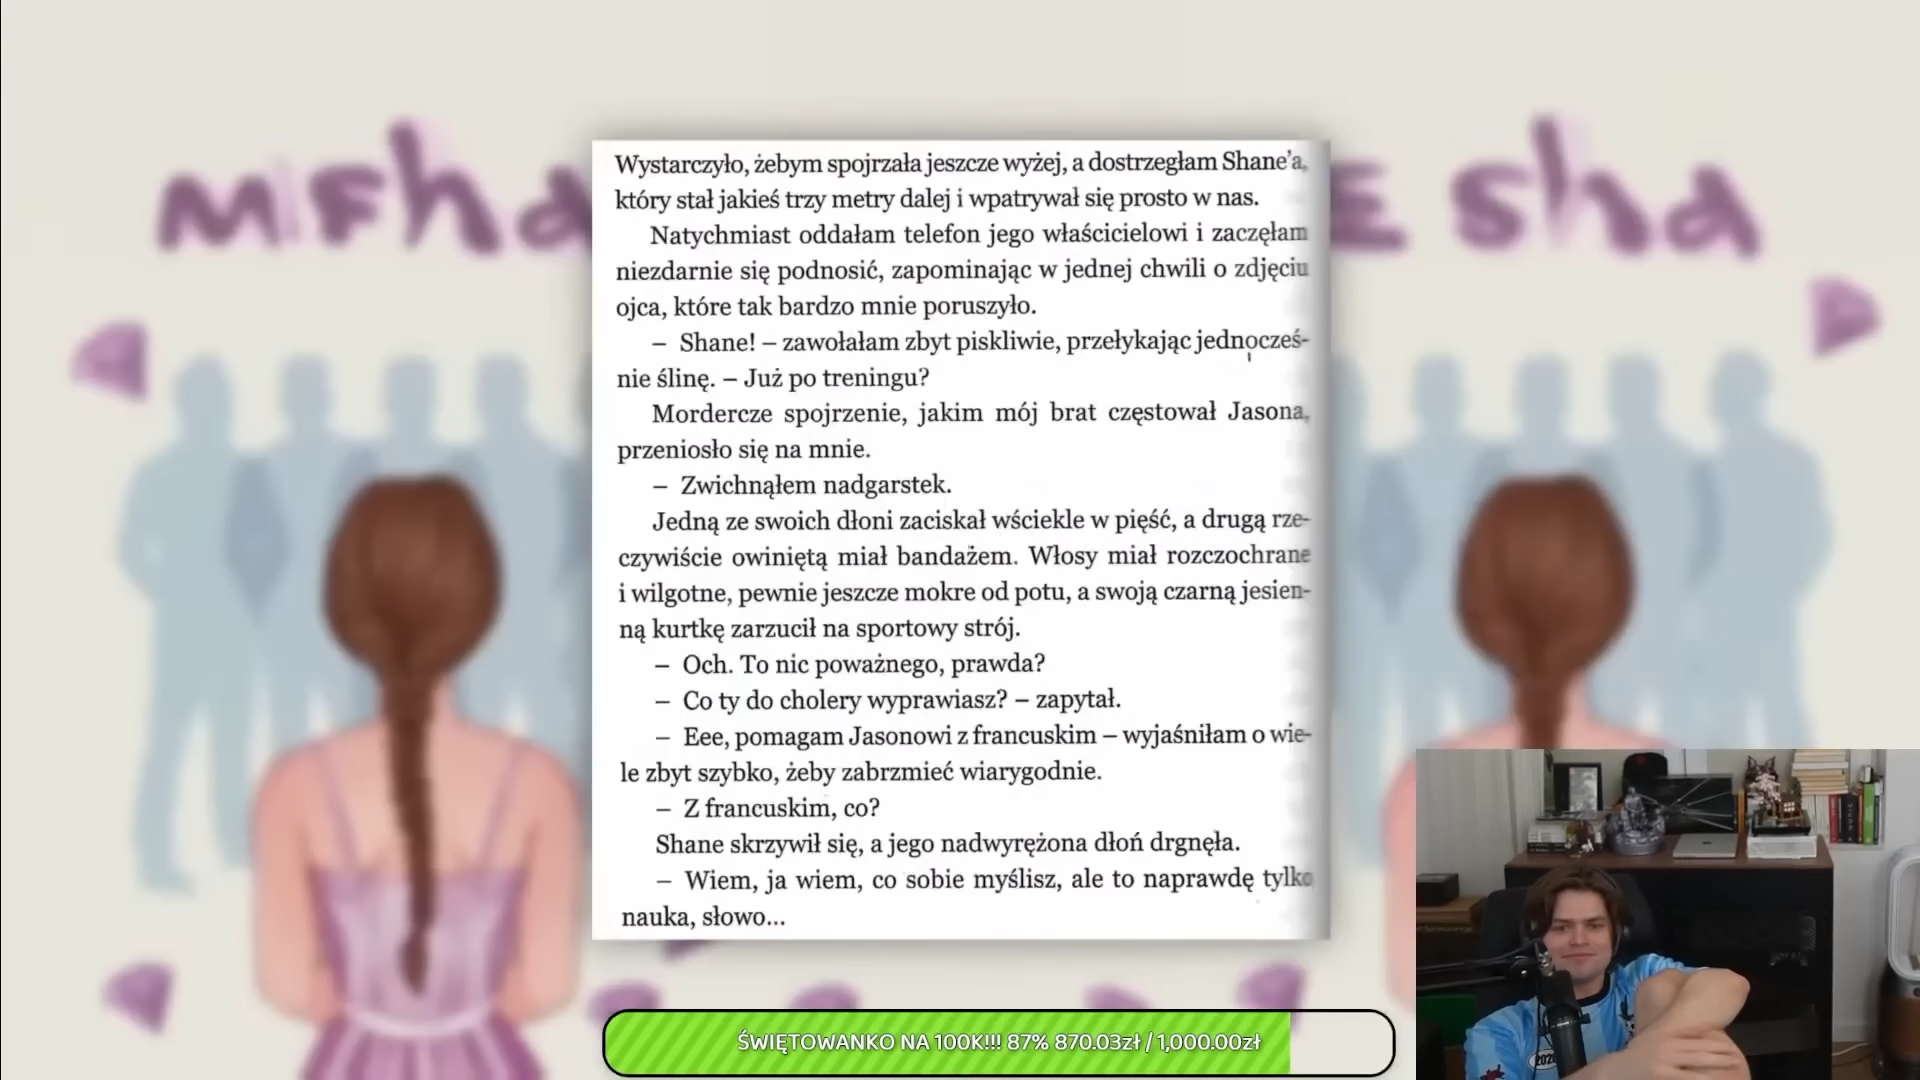 Wystarczyło, żebym spojrzała jeszcze wyżej, a dostrzegłam Shane'a,
który stał jakieś trzy metry dalej i wpatrywał się prosto w nas.
Natychmiast oddałam telefon jego właścicielowi i zaczęłam
niezdarnie się podnosić, zapominając w jednej chwili o zdjęciu
ojca, które tak bardzo mnie poruszyło.
– Shane! – zawołałam zbyt piskliwie, przełykając jednocześ-
nie ślinę. – Już po treningu?
Mordercze spojrzenie, jakim mój brat częstował Jasona,
przeniosło się na mnie.
– Zwichnąłem nadgarstek.
Jedną ze swoich dłoni zaciskał wściekle w pięść, a drugą rze-
czywiście owiniętą miał bandażem. Włosy miał rozczochrane
i wilgotne, pewnie jeszcze mokre od potu, a swoją czarną jesien-
ną kurtkę zarzucił na sportowy strój.
– Och. To nic poważnego, prawda?
– Co ty do cholery wyprawiasz? – zapytał.
– Eee, pomagam Jasonowi z francuskim – wyjaśniłam o wie-
le zbyt szybko, żeby zabrzmieć wiarygodnie.
– Z francuskim, co?
Shane skrzywił się, a jego nadwyrężona dłoń drgnęła.
– Wiem, ja wiem, co sobie myślisz, ale to naprawdę tylko
nauka, słowo...
ŚWIĘTOWANKO NA 100K!!! 87% 870.03zł / 1,000.00zł